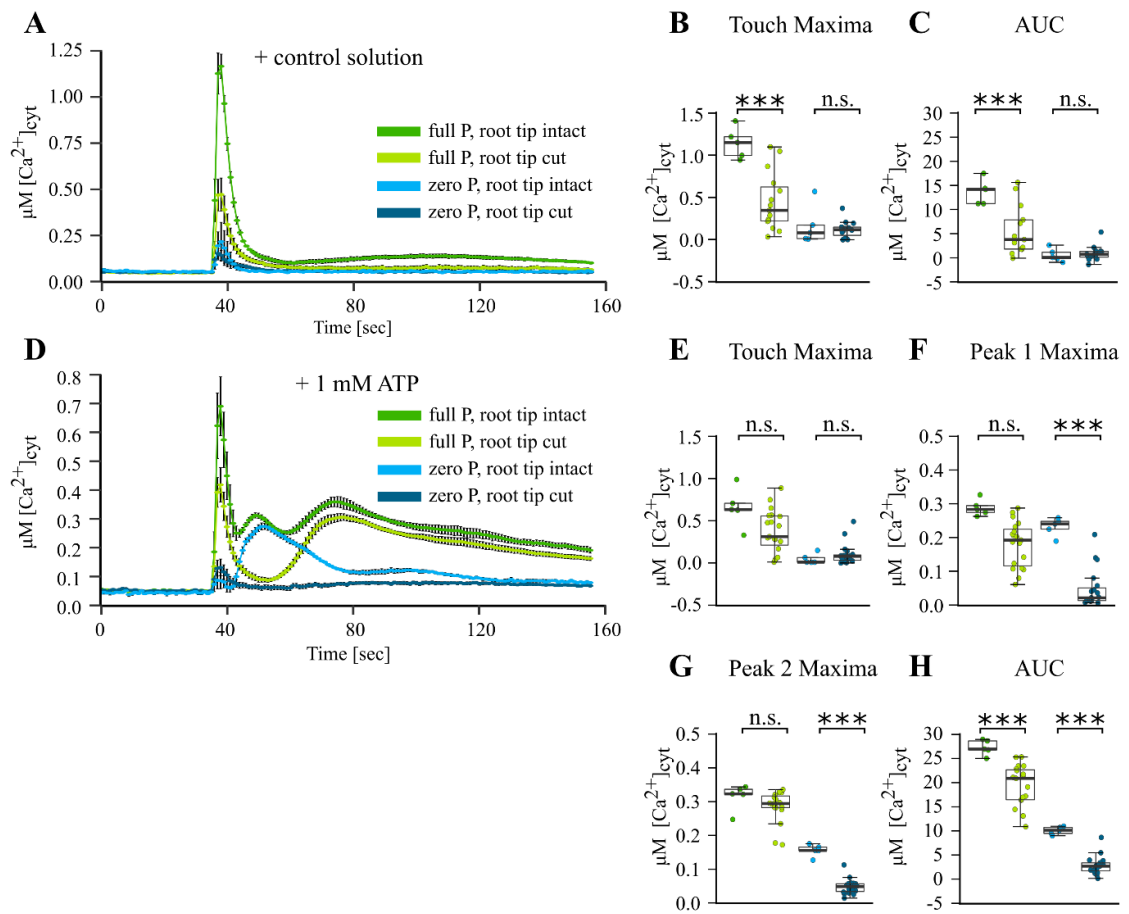 A
+ control solution
μM [Ca2+]cyt
1.25
1.00
0.75
0.50
0.25
0.00
full P, root tip intact
full P, root tip cut
zero P, root tip intact
zero P, root tip cut
0 40 80 120 160
Time [sec]
B Touch Maxima
μM [Ca2+]cyt
1.5
1.0
0.5
0.0
-0.5
*** n.s.
C AUC
μM [Ca2+]cyt
30
25
20
15
10
5
0
-5
*** n.s.
D
+ 1 mM ATP
μM [Ca2+]cyt
0.8
0.7
0.6
0.5
0.4
0.3
0.2
0.1
0.0
full P, root tip intact
full P, root tip cut
zero P, root tip intact
zero P, root tip cut
0 40 80 120 160
Time [sec]
E Touch Maxima
μM [Ca2+]cyt
1.5
1.0
0.5
0.0
-0.5
n.s. n.s.
F Peak 1 Maxima
μM [Ca2+]cyt
0.5
0.4
0.3
0.2
0.1
0.0
n.s. ***
G Peak 2 Maxima
μM [Ca2+]cyt
0.5
0.4
0.3
0.2
0.1
0.0
n.s. ***
H AUC
μM [Ca2+]cyt
30
25
20
15
10
5
0
-5
*** ***